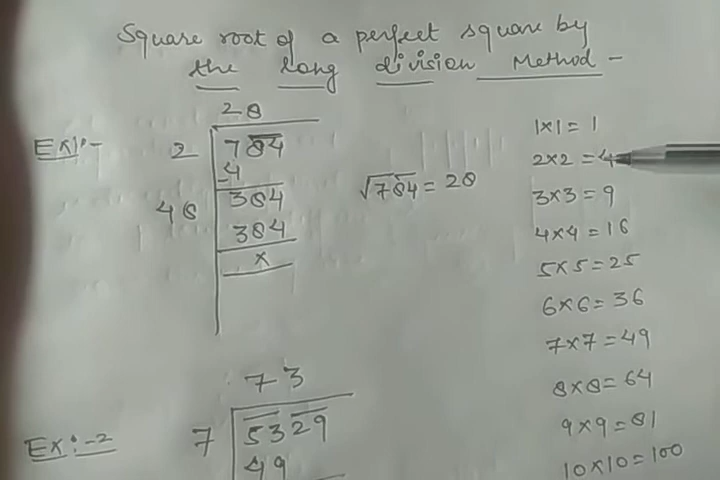 Square root of a perfect square by
the long division Method -
Ex1:-
28
2 784
-4
48 384
384
x
√784 = 28
1×1 = 1
2×2 = 4
3×3 = 9
4×4 = 16
5×5 = 25
6×6 = 36
7×7 = 49
8×8 = 64
9×9 = 81
10×10 = 100
Ex:-2
73
7 5329
49